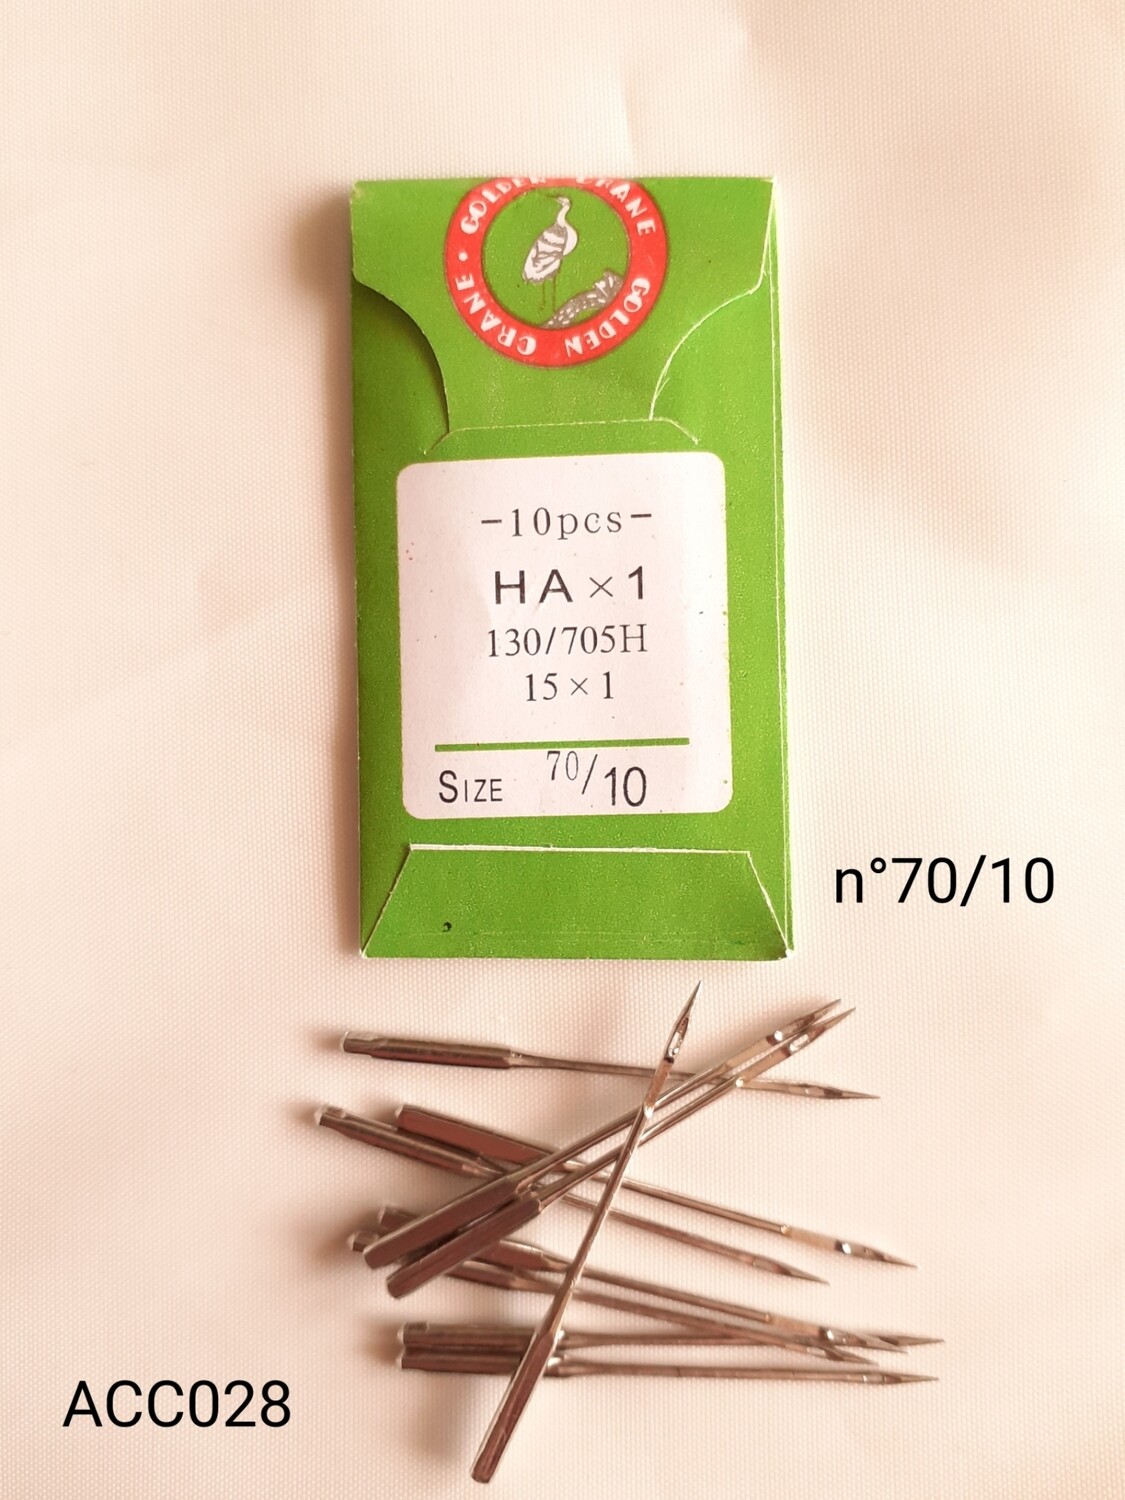 GOLDEN CRANE • GOLDEN CRANE
-10pcs-
HA×1
130/705H
15×1
SIZE 70/10
n°70/10
ACC028